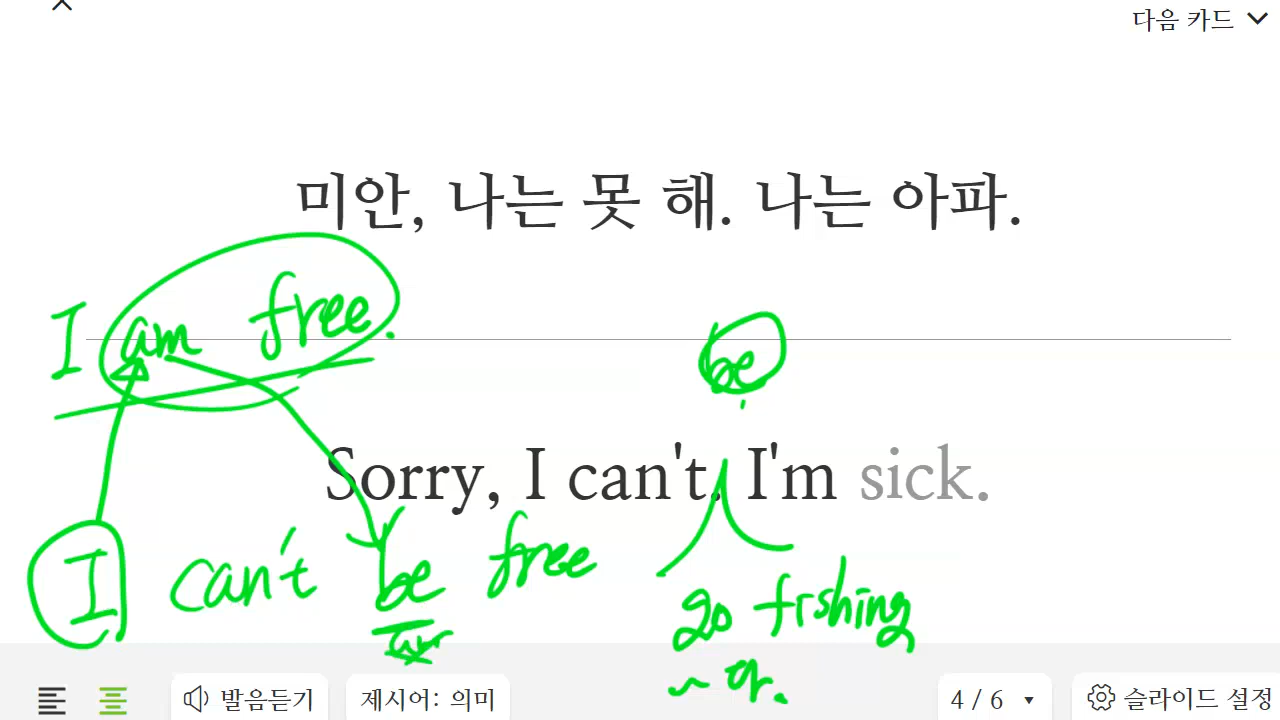 다음 카드
미안, 나는 못 해. 나는 아파.
I am free.
be
Sorry, I can't. I'm sick.
I can't be free
go fishing
발음듣기
제시어: 의미
4 / 6
슬라이드 설정